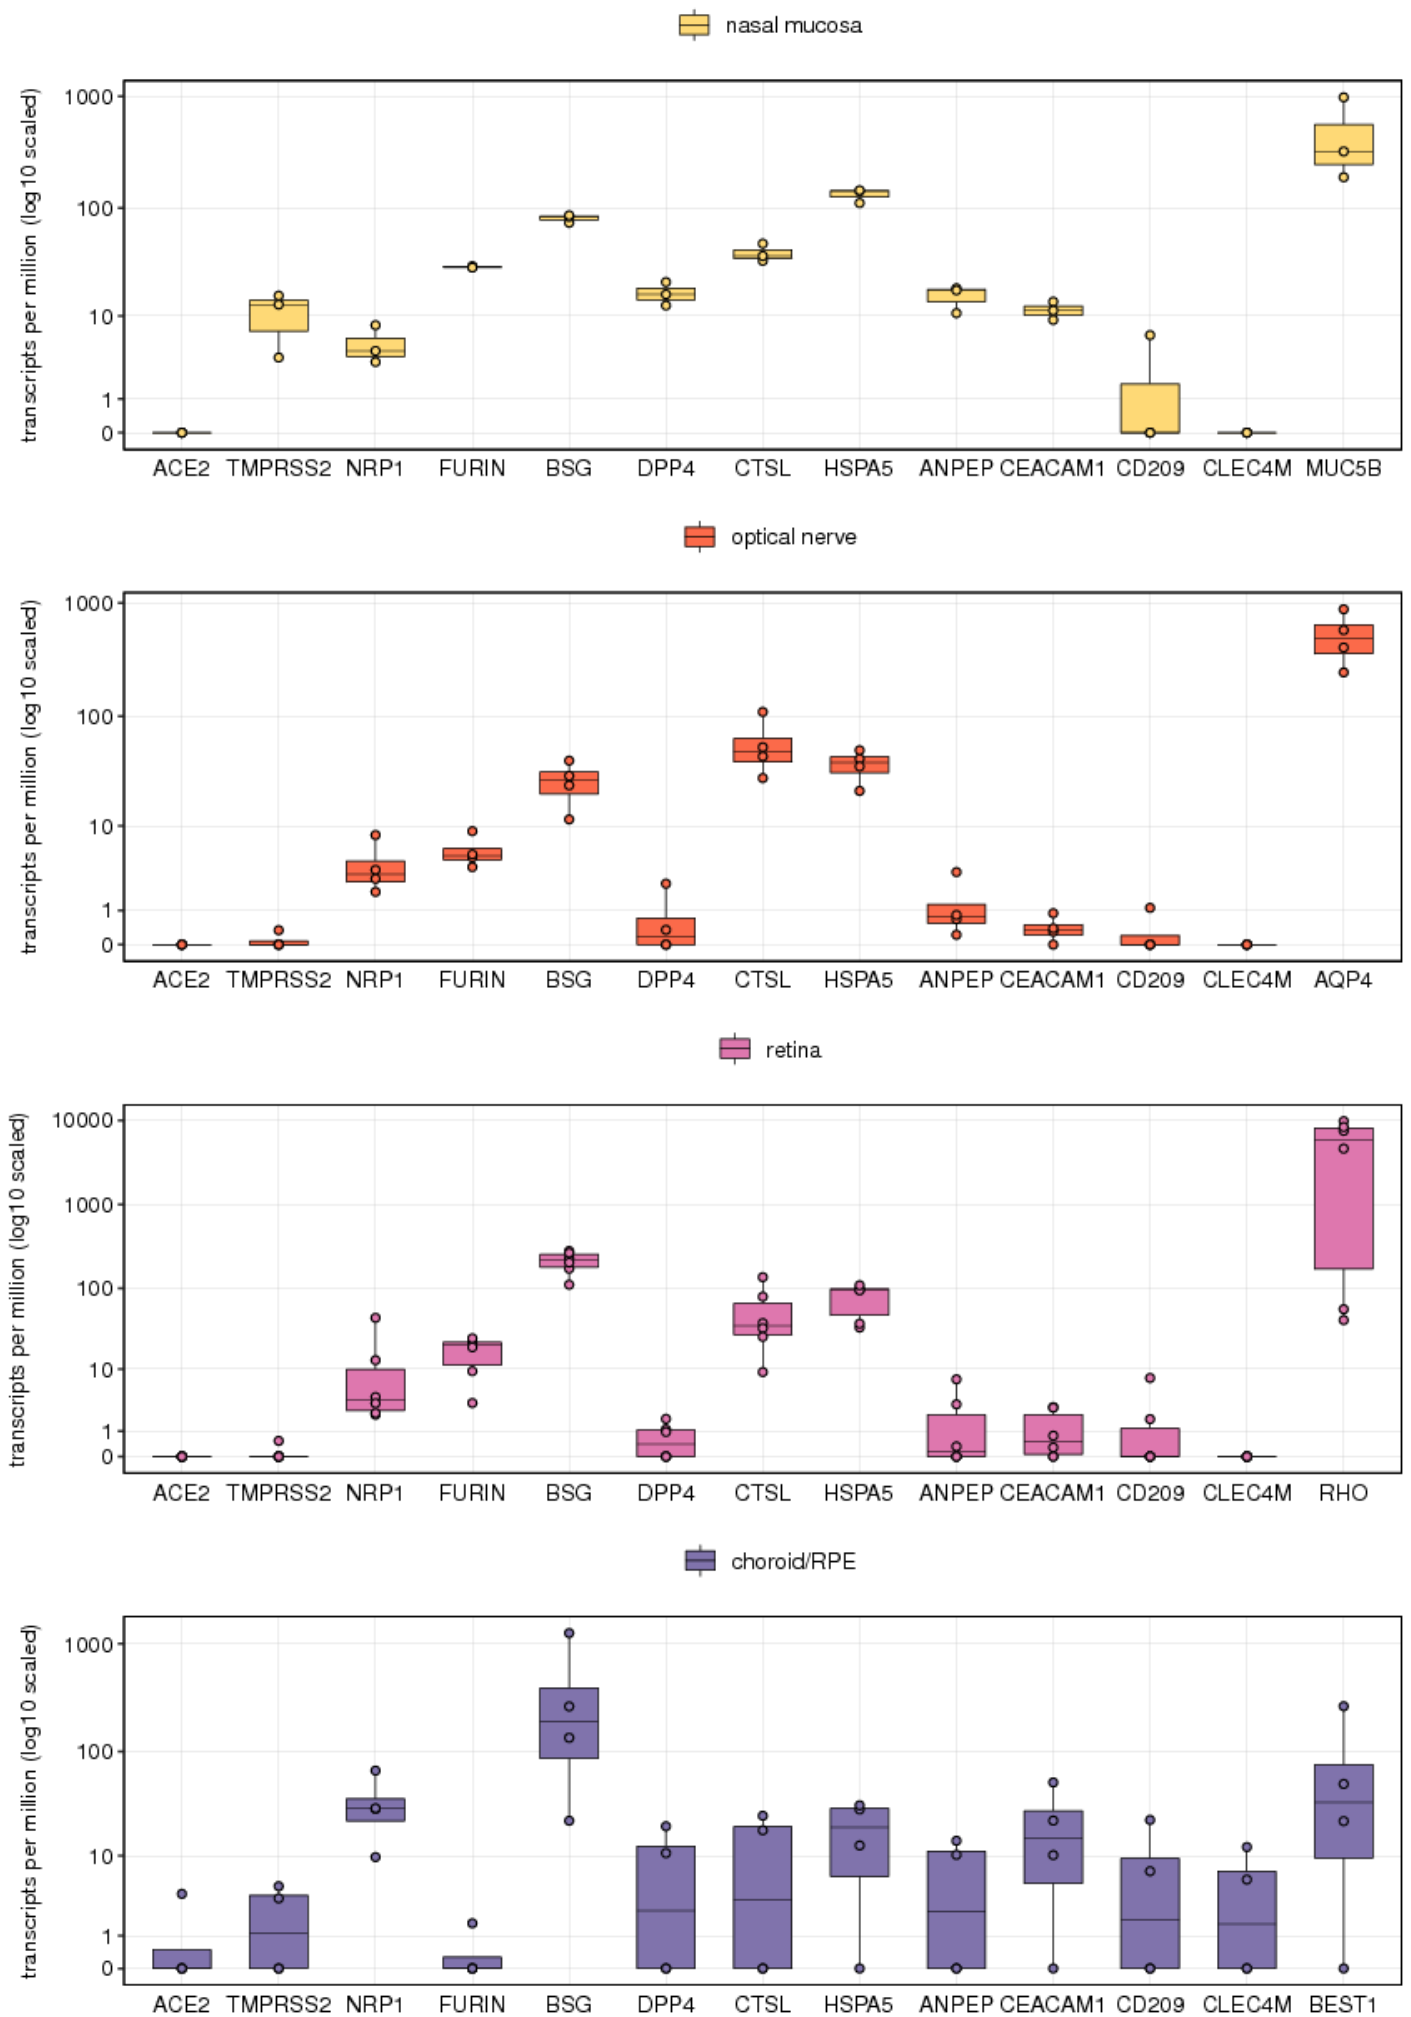 nasal mucosa
transcripts per million (log10 scaled)
1000
100
10
1
0
ACE2 TMPRSS2 NRP1 FURIN BSG DPP4 CTSL HSPA5 ANPEP CEACAM1 CD209 CLEC4M MUC5B
optical nerve
transcripts per million (log10 scaled)
1000
100
10
1
0
ACE2 TMPRSS2 NRP1 FURIN BSG DPP4 CTSL HSPA5 ANPEP CEACAM1 CD209 CLEC4M AQP4
retina
transcripts per million (log10 scaled)
10000
1000
100
10
1
0
ACE2 TMPRSS2 NRP1 FURIN BSG DPP4 CTSL HSPA5 ANPEP CEACAM1 CD209 CLEC4M RHO
choroid/RPE
transcripts per million (log10 scaled)
1000
100
10
1
0
ACE2 TMPRSS2 NRP1 FURIN BSG DPP4 CTSL HSPA5 ANPEP CEACAM1 CD209 CLEC4M BEST1